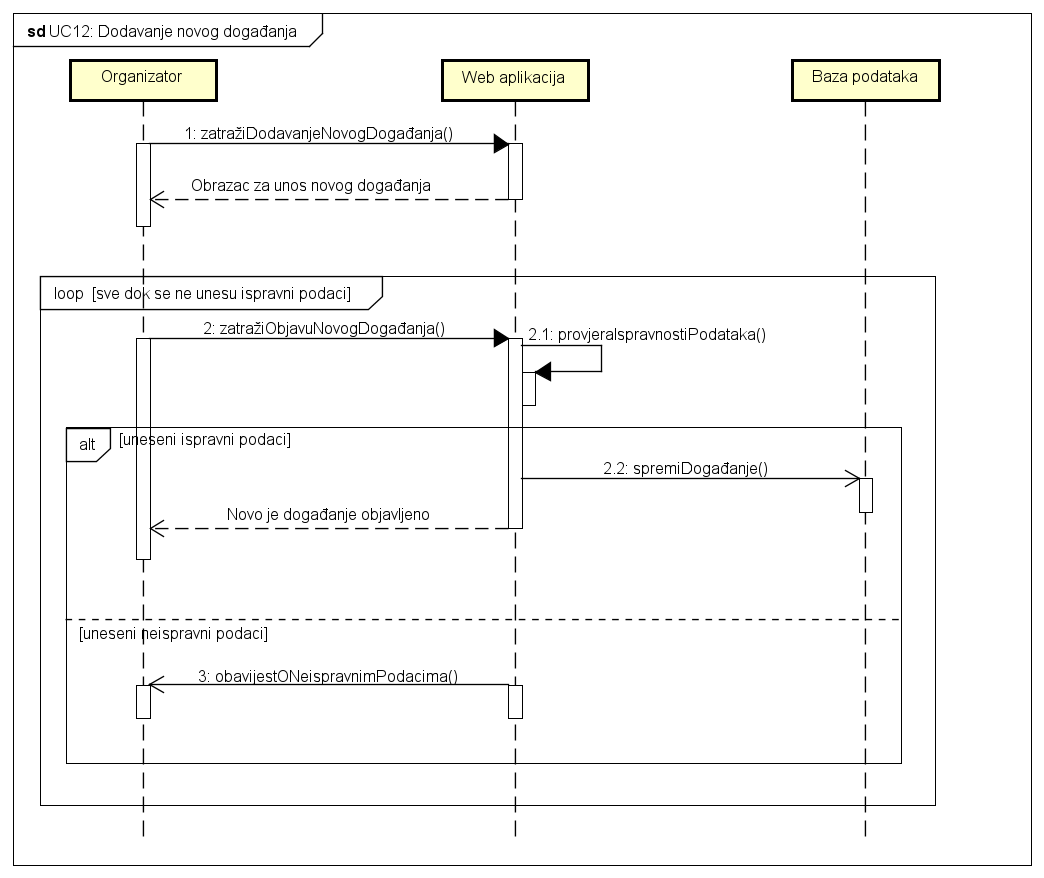 sd UC12: Dodavanje novog događanja
Organizator
Web aplikacija
Baza podataka
1: zatražiDodavanjeNovogDogađanja()
Obrazac za unos novog događanja
loop [sve dok se ne unesu ispravni podaci]
2: zatražiObjavuNovogDogađanja()
2.1: provjeraIspravnostiPodataka()
alt [uneseni ispravni podaci]
2.2: spremiDogađanje()
Novo je događanje objavljeno
[uneseni neispravni podaci]
3: obavijestONeispravnimPodacima()